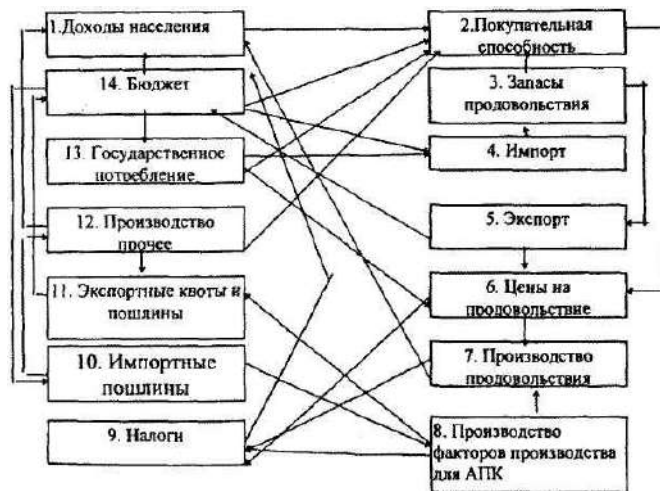 1.Доходы населения
2.Покупательная
способность
14. Бюджет
3. Запасы
продовольствия
13. Государственное
потребление
4. Импорт
12. Производство
прочее
5. Экспорт
11. Экспортные квоты и
пошлины
6. Цены на
продовольствие
10. Импортные
пошлины
7. Производство
продовольствия
9. Налоги
8. Производство
факторов производства
для АПК